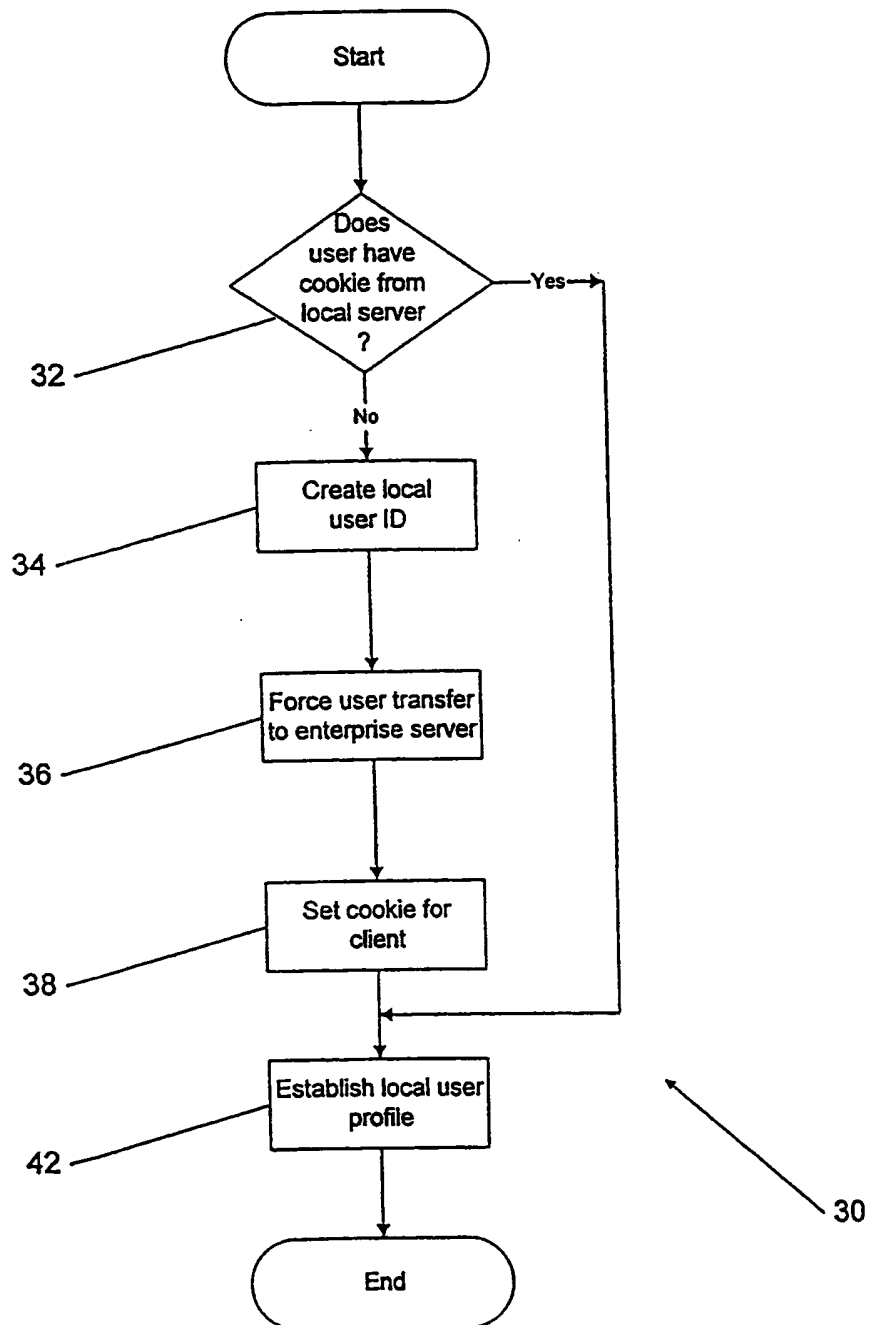 Start
Does
user have
cookie from
local server
?
Yes
32
No
Create local
user ID
34
Force user transfer
to enterprise server
36
Set cookie for
client
38
Establish local user
profile
42
30
End